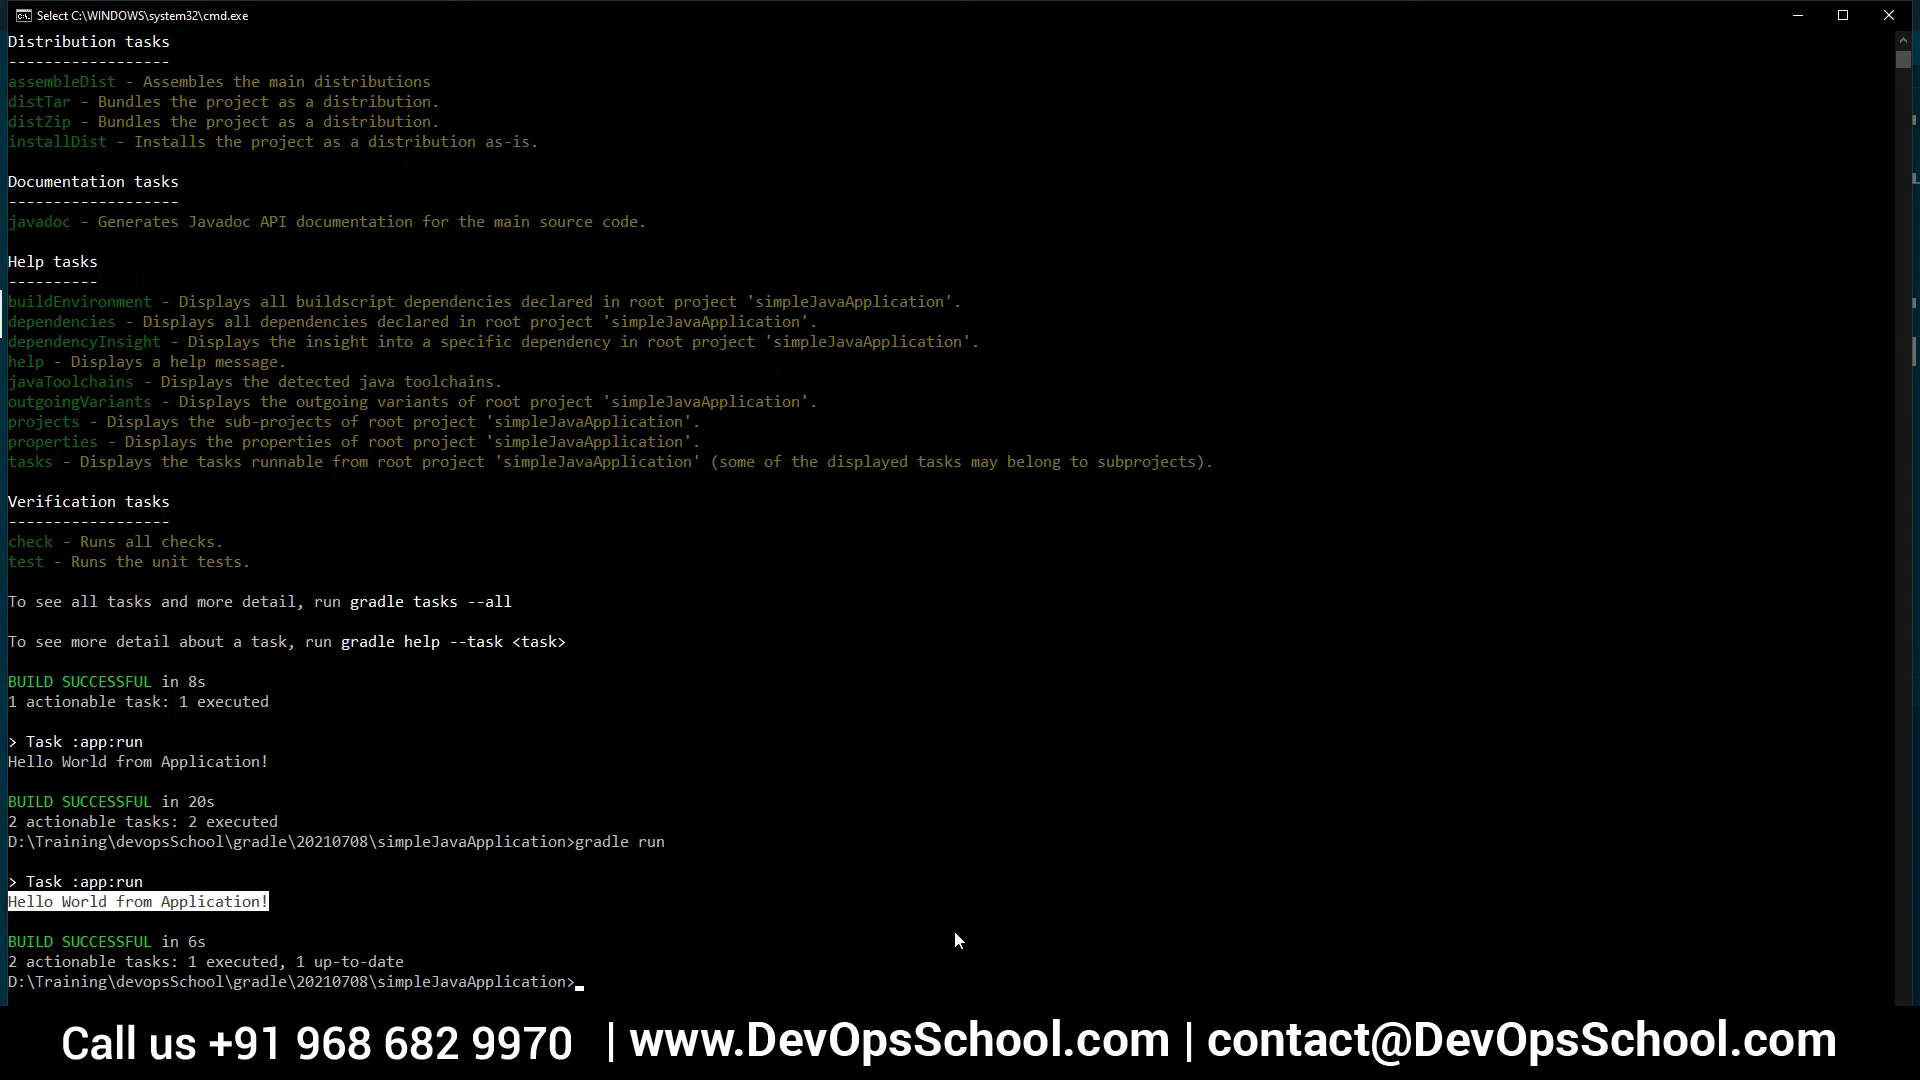 Select C:\WINDOWS\system32\cmd.exe
Distribution tasks
------------------
assembleDist - Assembles the main distributions
distTar - Bundles the project as a distribution.
distZip - Bundles the project as a distribution.
installDist - Installs the project as a distribution as-is.
Documentation tasks
-------------------
javadoc - Generates Javadoc API documentation for the main source code.
Help tasks
----------
buildEnvironment - Displays all buildscript dependencies declared in root project 'simpleJavaApplication'.
dependencies - Displays all dependencies declared in root project 'simpleJavaApplication'.
dependencyInsight - Displays the insight into a specific dependency in root project 'simpleJavaApplication'.
help - Displays a help message.
javaToolchains - Displays the detected java toolchains.
outgoingVariants - Displays the outgoing variants of root project 'simpleJavaApplication'.
projects - Displays the sub-projects of root project 'simpleJavaApplication'.
properties - Displays the properties of root project 'simpleJavaApplication'.
tasks - Displays the tasks runnable from root project 'simpleJavaApplication' (some of the displayed tasks may belong to subprojects).
Verification tasks
------------------
check - Runs all checks.
test - Runs the unit tests.
To see all tasks and more detail, run gradle tasks --all
To see more detail about a task, run gradle help --task <task>
BUILD SUCCESSFUL in 8s
1 actionable task: 1 executed
> Task :app:run
Hello World from Application!
BUILD SUCCESSFUL in 20s
2 actionable tasks: 2 executed
D:\Training\devopsSchool\gradle\20210708\simpleJavaApplication>gradle run
> Task :app:run
Hello World from Application!
BUILD SUCCESSFUL in 6s
2 actionable tasks: 1 executed, 1 up-to-date
D:\Training\devopsSchool\gradle\20210708\simpleJavaApplication>
Call us +91 968 682 9970 | www.DevOpsSchool.com | contact@DevOpsSchool.com